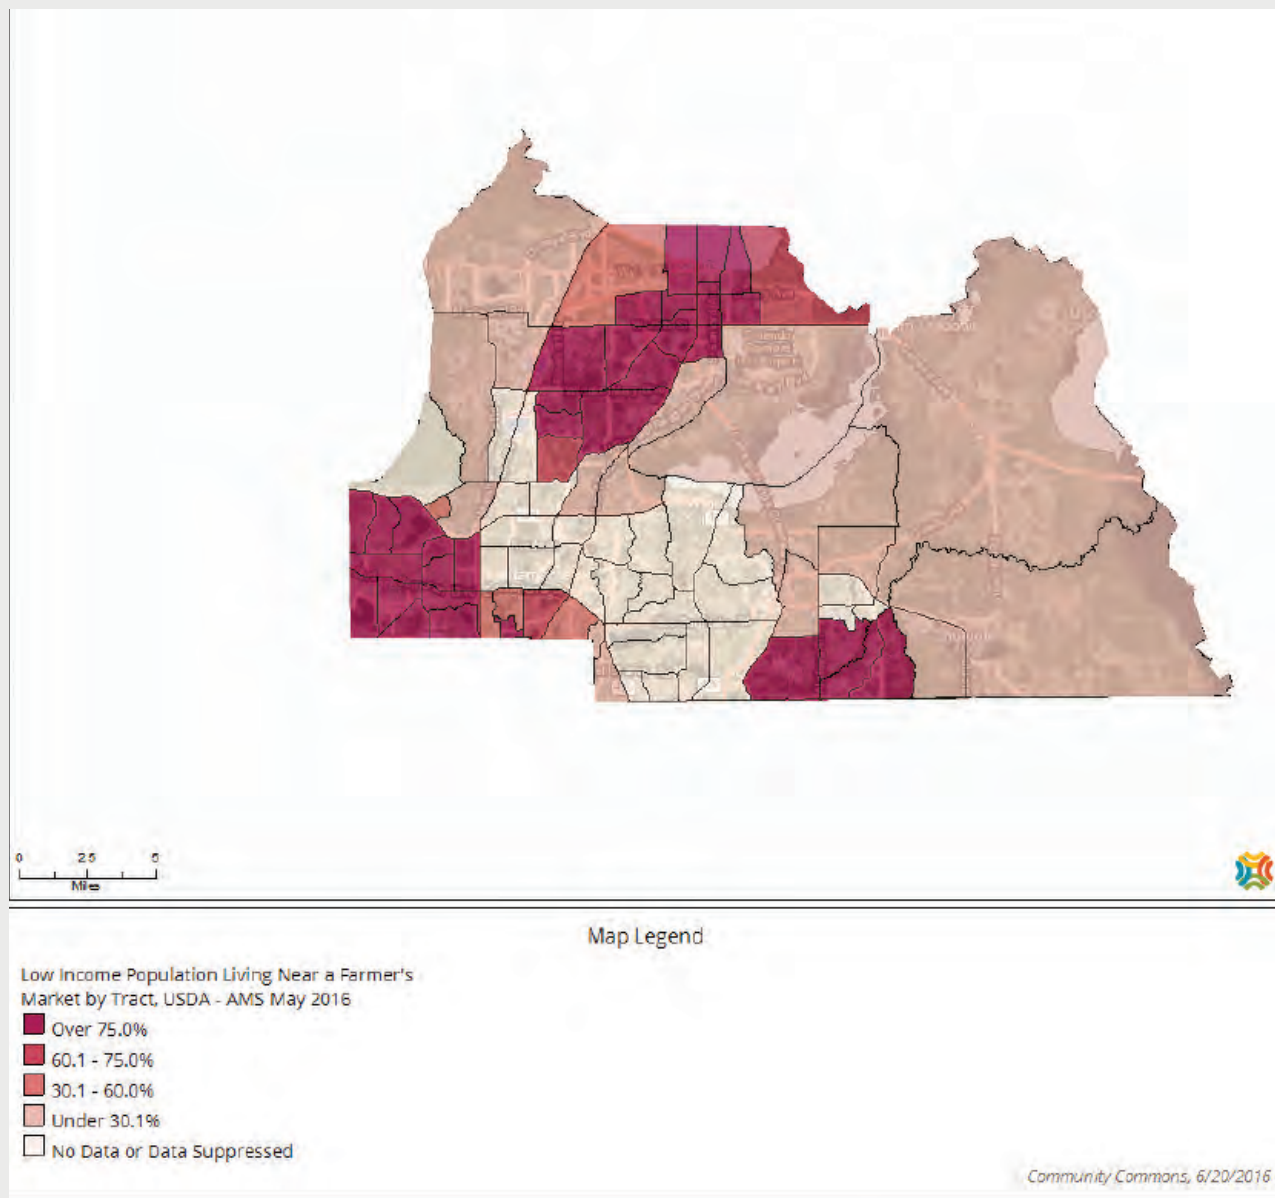 0 2.5 5
Miles
Map Legend
Low Income Population Living Near a Farmer's
Market by Tract, USDA - AMS May 2016
Over 75.0%
60.1 - 75.0%
30.1 - 60.0%
Under 30.1%
No Data or Data Suppressed
Community Commons, 6/20/2016